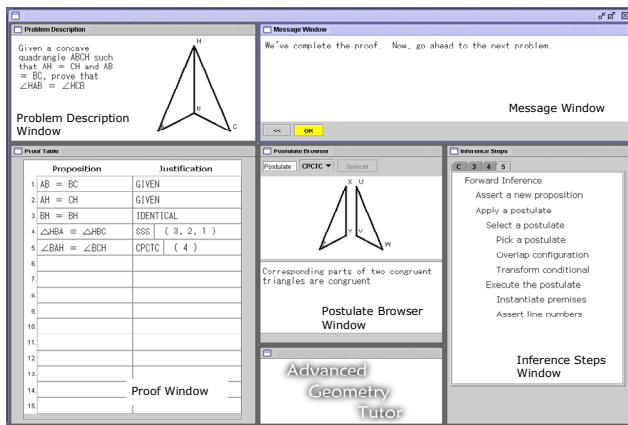 Problem Description
Given a concave
quadrangle ABCH such
that AH = CH and AB
= BC, prove that
∠HAB = ∠HCB
H
B
A
C
Problem Description
Window
Message Window
We've complete the proof. Now, go ahead to the next problem.
Message Window
<< OK
Proof Table
Proposition Justification
1. AB = BC GIVEN
2. AH = CH GIVEN
3. BH = BH IDENTICAL
4. △HBA = △HBC SSS ( 3, 2, 1 )
5. ∠BAH = ∠BCH CPCTC ( 4 )
6.
7.
8.
9.
10.
11.
12.
13.
14.
15.
Proof Window
Postulate Browser
Postulate: CPCTC Select
X U
Y V
W
Corresponding parts of two congruent
triangles are congruent
Postulate Browser
Window
Advanced
Geometry
Tutor
Inference Steps
C 3 4 5
Forward Inference
Assert a new proposition
Apply a postulate
Select a postulate
Pick a postulate
Overlap configuration
Transform conditional
Execute the postulate
Instantiate premises
Assert line numbers
Inference Steps
Window